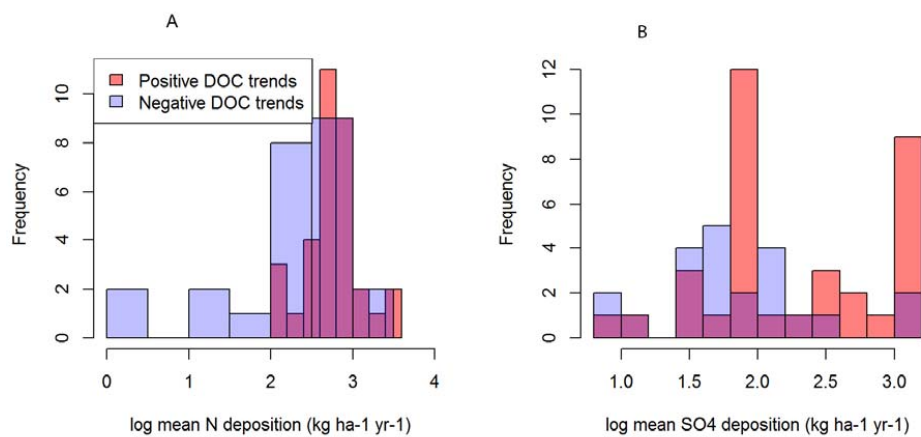 A
Positive DOC trends
Negative DOC trends
Frequency
0 2 4 6 8 10
0 1 2 3 4
log mean N deposition (kg ha-1 yr-1)
B
Frequency
0 2 4 6 8 10 12
1.0 1.5 2.0 2.5 3.0
log mean SO4 deposition (kg ha-1 yr-1)